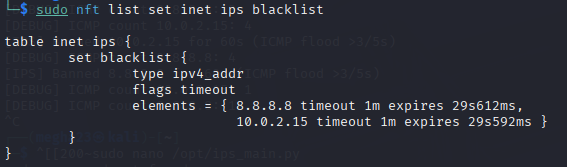 └─$ sudo nft list set inet ips blacklist
table inet ips {
set blacklist {
type ipv4_addr
flags timeout
elements = { 8.8.8.8 timeout 1m expires 29s612ms,
10.0.2.15 timeout 1m expires 29s592ms }
}
}